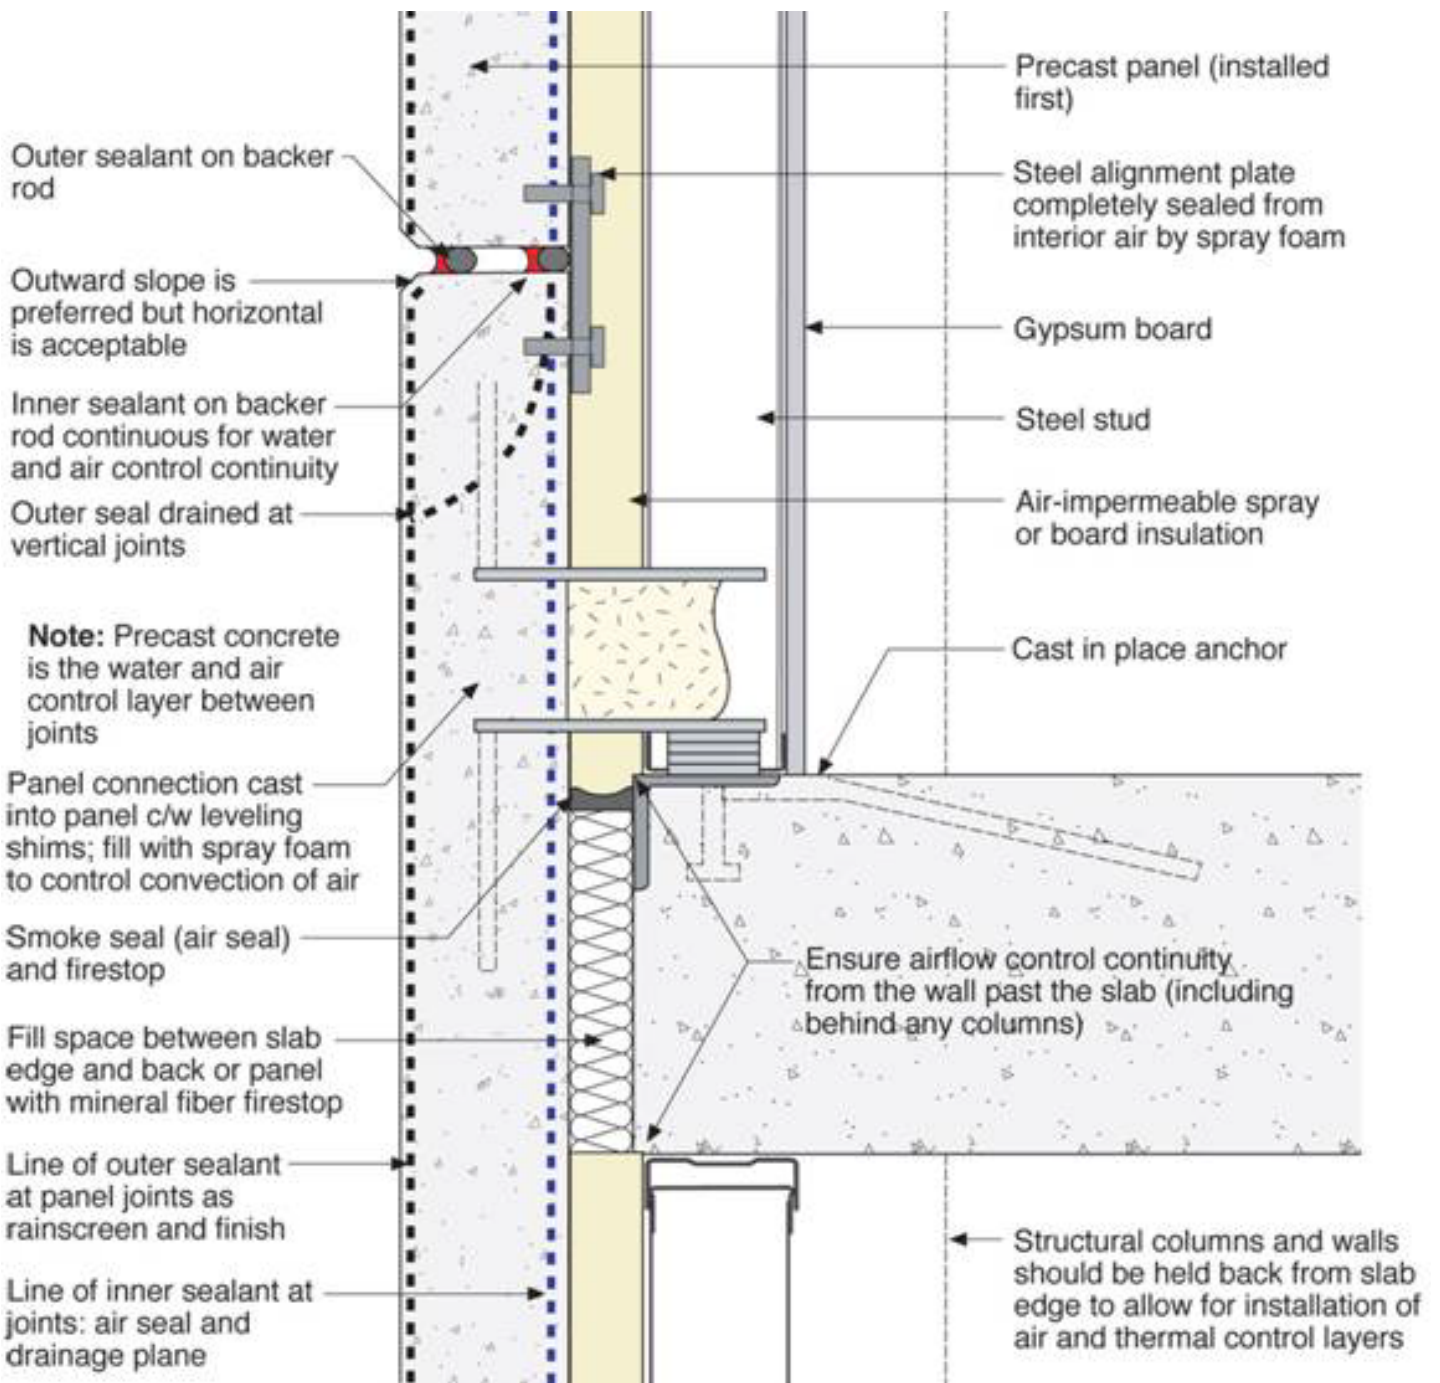 Precast panel (installed
first)
Outer sealant on backer
rod
Steel alignment plate
completely sealed from
interior air by spray foam
Outward slope is
preferred but horizontal
is acceptable
Gypsum board
Inner sealant on backer
rod continuous for water
and air control continuity
Steel stud
Outer seal drained at
vertical joints
Air-impermeable spray
or board insulation
Note: Precast concrete
is the water and air
control layer between
joints
Cast in place anchor
Panel connection cast
into panel c/w leveling
shims; fill with spray foam
to control convection of air
Smoke seal (air seal)
and firestop
Ensure airflow control continuity
from the wall past the slab (including
behind any columns)
Fill space between slab
edge and back or panel
with mineral fiber firestop
Line of outer sealant
at panel joints as
rainscreen and finish
Structural columns and walls
should be held back from slab
edge to allow for installation of
air and thermal control layers
Line of inner sealant at
joints: air seal and
drainage plane